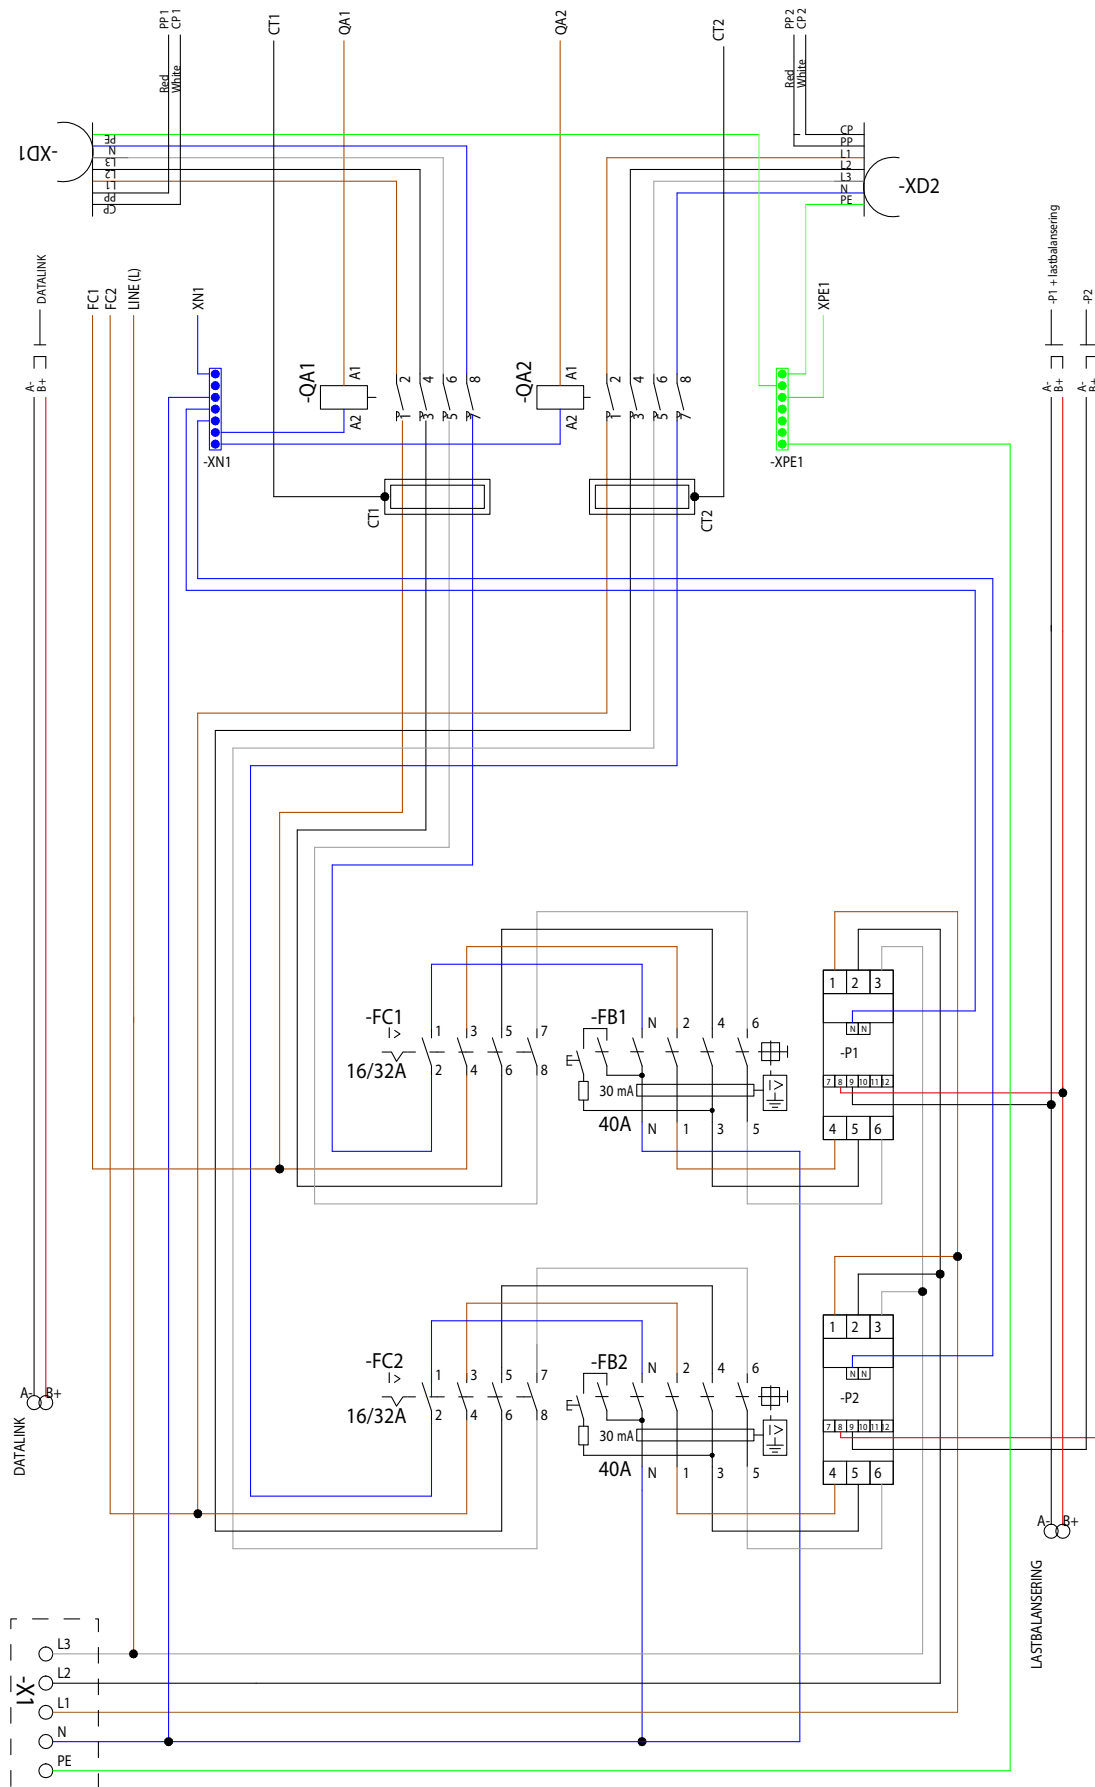 PP1
CP1
Red
White
CT1
QA1
QA2
CT2
PP2
CP2
Red
White
-XD1
PE
N
L3
L2
L1
PP
CP
CP
PP
L1
L2
L3
N
PE
-XD2
DATALINK
A-
B+
FC1
FC2
LINE (L)
XN1
-XN1
-QA1
A1
A2
1 2
3 4
5 6
7 8
-QA2
A1
A2
1 2
3 4
5 6
7 8
XPE1
-XPE1
-P1 + lastbalansering
-P2
A-
B+
A-
B+
CT1
CT2
-FC1
I>
16/32A
1 3 5 7
2 4 6 8
-FB1
N 2 4 6
30 mA
I>
40A
N 1 3 5
1 2 3
N N
-P1
7 8 9 10 11 12
4 5 6
-FC2
I>
16/32A
1 3 5 7
2 4 6 8
-FB2
N 2 4 6
30 mA
I>
40A
N 1 3 5
1 2 3
N N
-P2
7 8 9 10 11 12
4 5 6
A- B+
DATALINK
A- B+
LASTBALANSERING
-X1
L3
L2
L1
N
PE